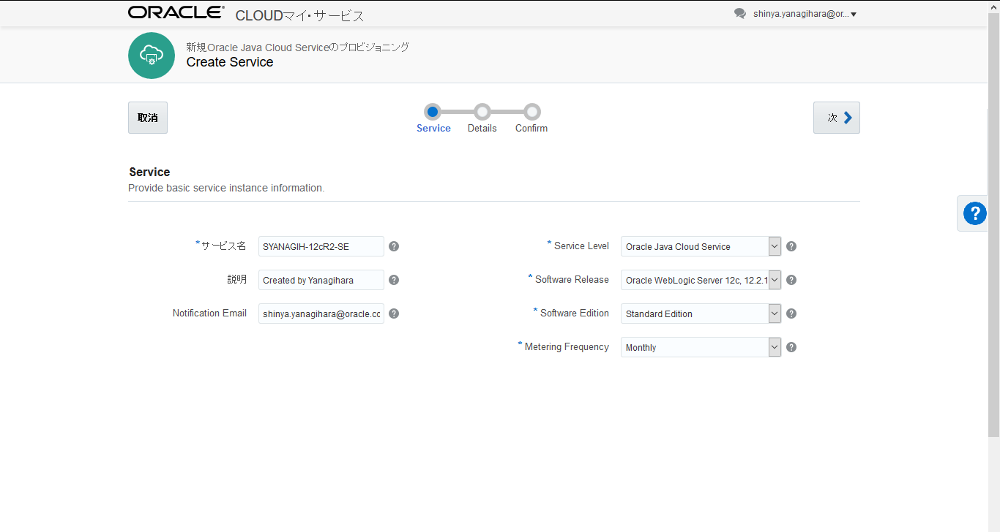 ORACLE CLOUDマイ・サービス
shinya.yanagihara@or...
新規Oracle Java Cloud Serviceのプロビジョニング
Create Service
取消
Service Details Confirm
次
Service
Provide basic service instance information.
*サービス名 SYANAGIH-12cR2-SE ?
説明 Created by Yanagihara ?
Notification Email shinya.yanagihara@oracle.cc ?
* Service Level Oracle Java Cloud Service ?
* Software Release Oracle WebLogic Server 12c, 12.2.1 ?
* Software Edition Standard Edition ?
* Metering Frequency Monthly ?
?